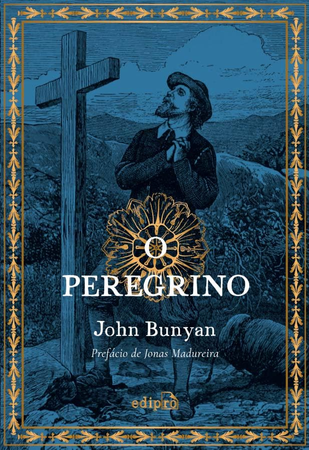 O
PEREGRINO
John Bunyan
Prefácio de Jonas Madureira
edipro